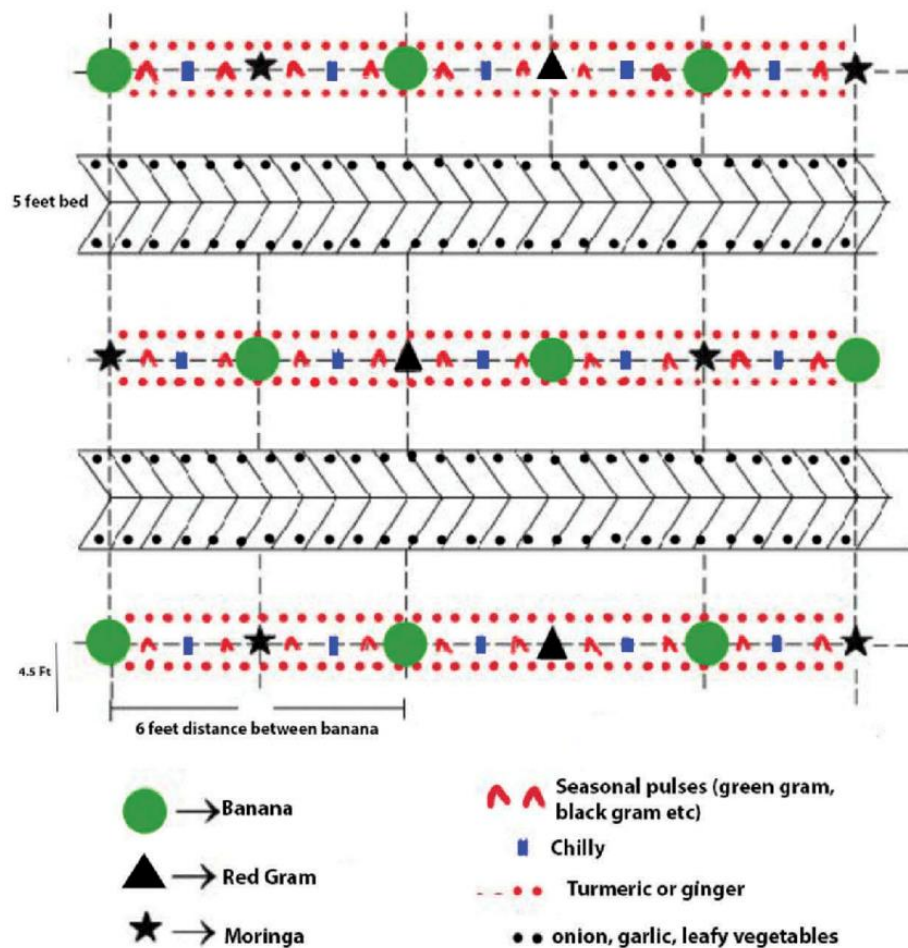 5 feet bed
4.5 Ft
6 feet distance between banana
Banana
Red Gram
Moringa
Seasonal pulses (green gram,
black gram etc)
Chilly
Turmeric or ginger
onion, garlic, leafy vegetables